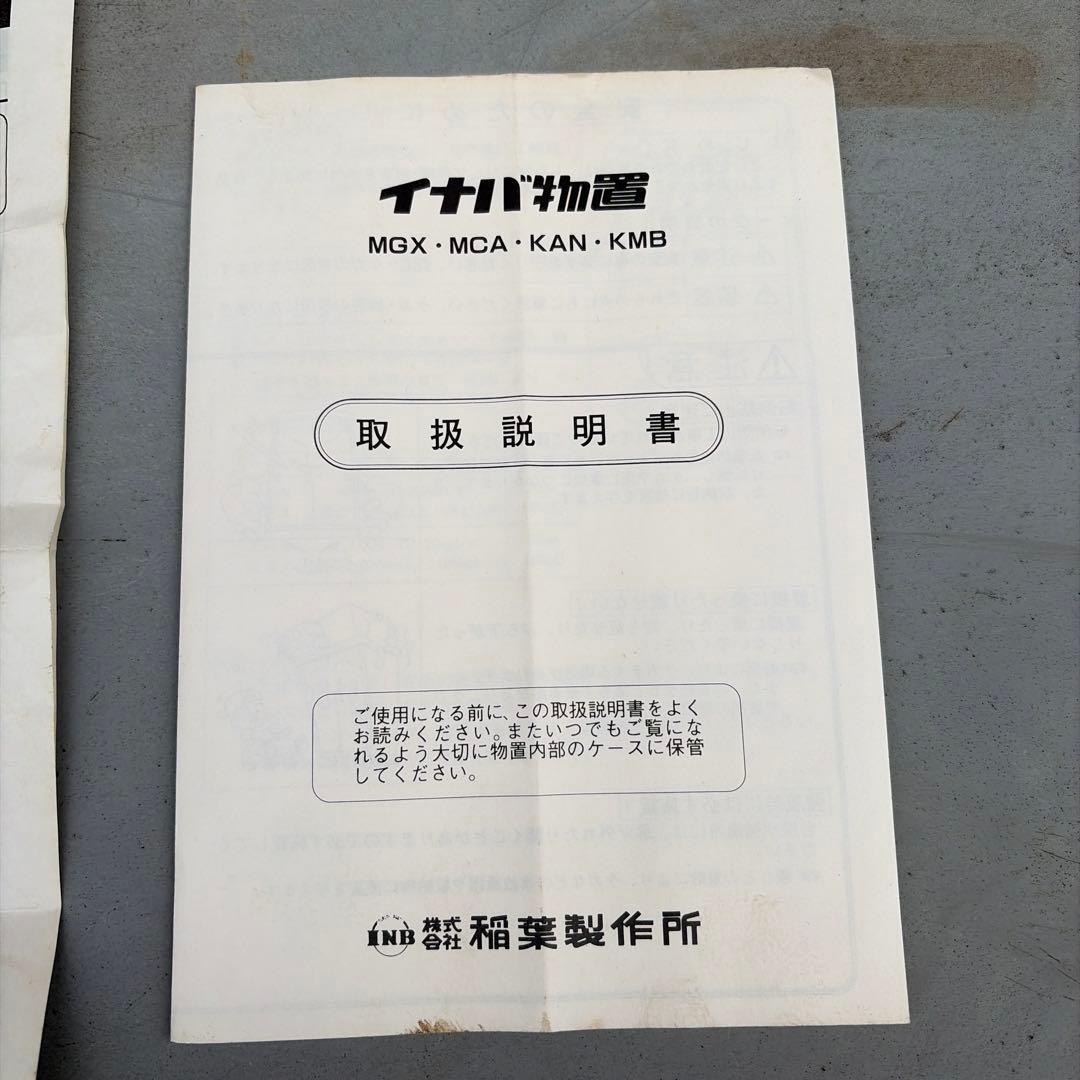 イナバ物置
MGX・MCA・KAN・KMB
取扱説明書
ご使用になる前に、この取扱説明書をよく
お読みください。またいつでもご覧にな
れるよう大切に物置内部のケースに保管
してください。
INB 株式会社 稲葉製作所